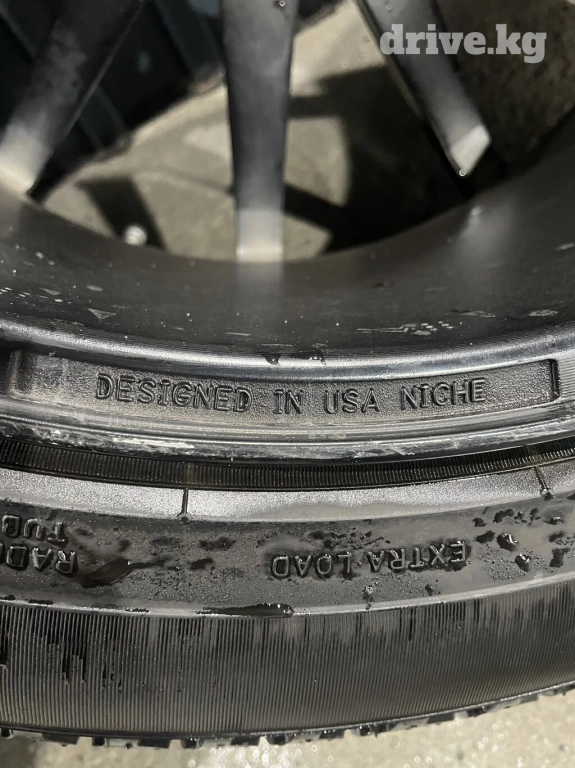 drive.kg
DESIGNED IN USA NICHE
EXTRA LOAD